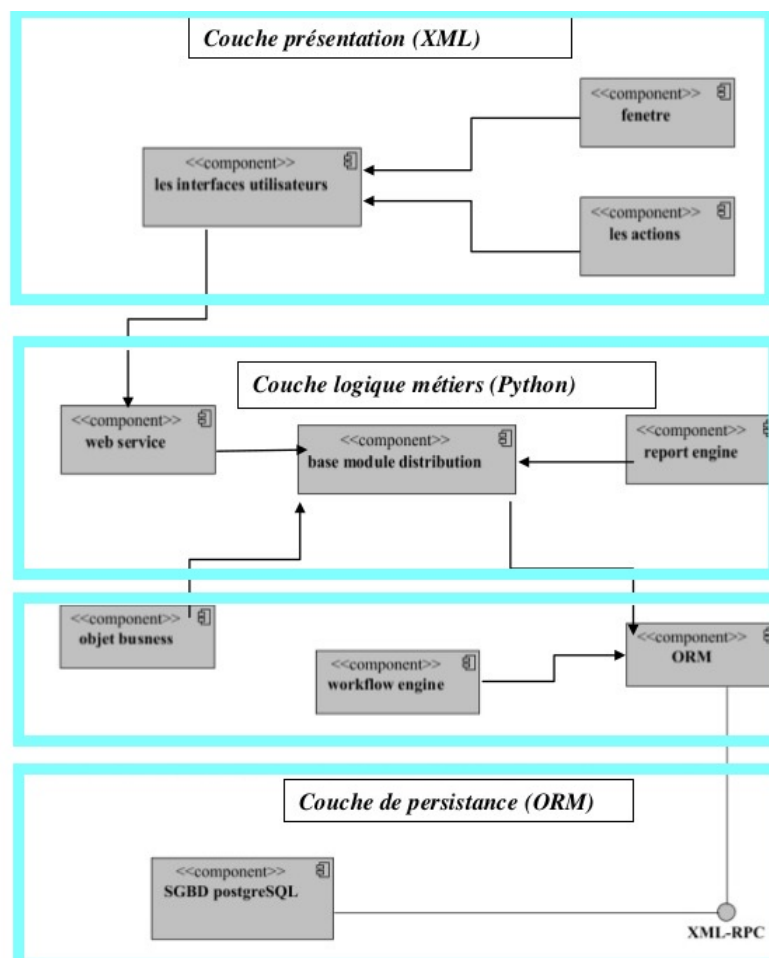 Couche présentation (XML)
<<component>>
fenetre
<<component>>
les interfaces utilisateurs
<<component>>
les actions
Couche logique métiers (Python)
<<component>>
web service
<<component>>
base module distribution
<<component>>
report engine
<<component>>
objet busness
<<component>>
workflow engine
<<component>>
ORM
Couche de persistance (ORM)
<<component>>
SGBD postgreSQL
XML-RPC